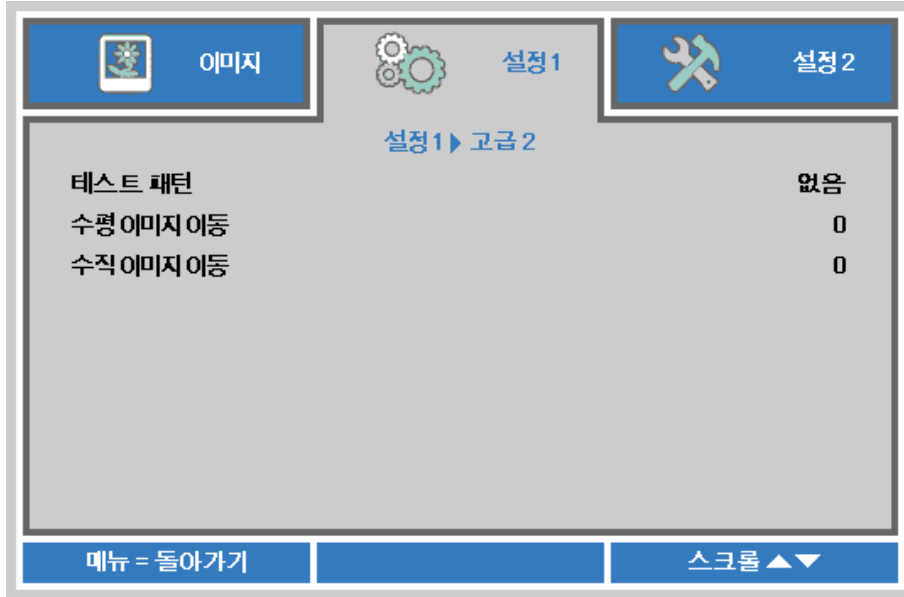 이미지
설정1
설정2
설정1▶고급2
테스트 패턴 없음
수평 이미지 이동 0
수직 이미지 이동 0
메뉴 = 돌아가기
스크롤▲▼